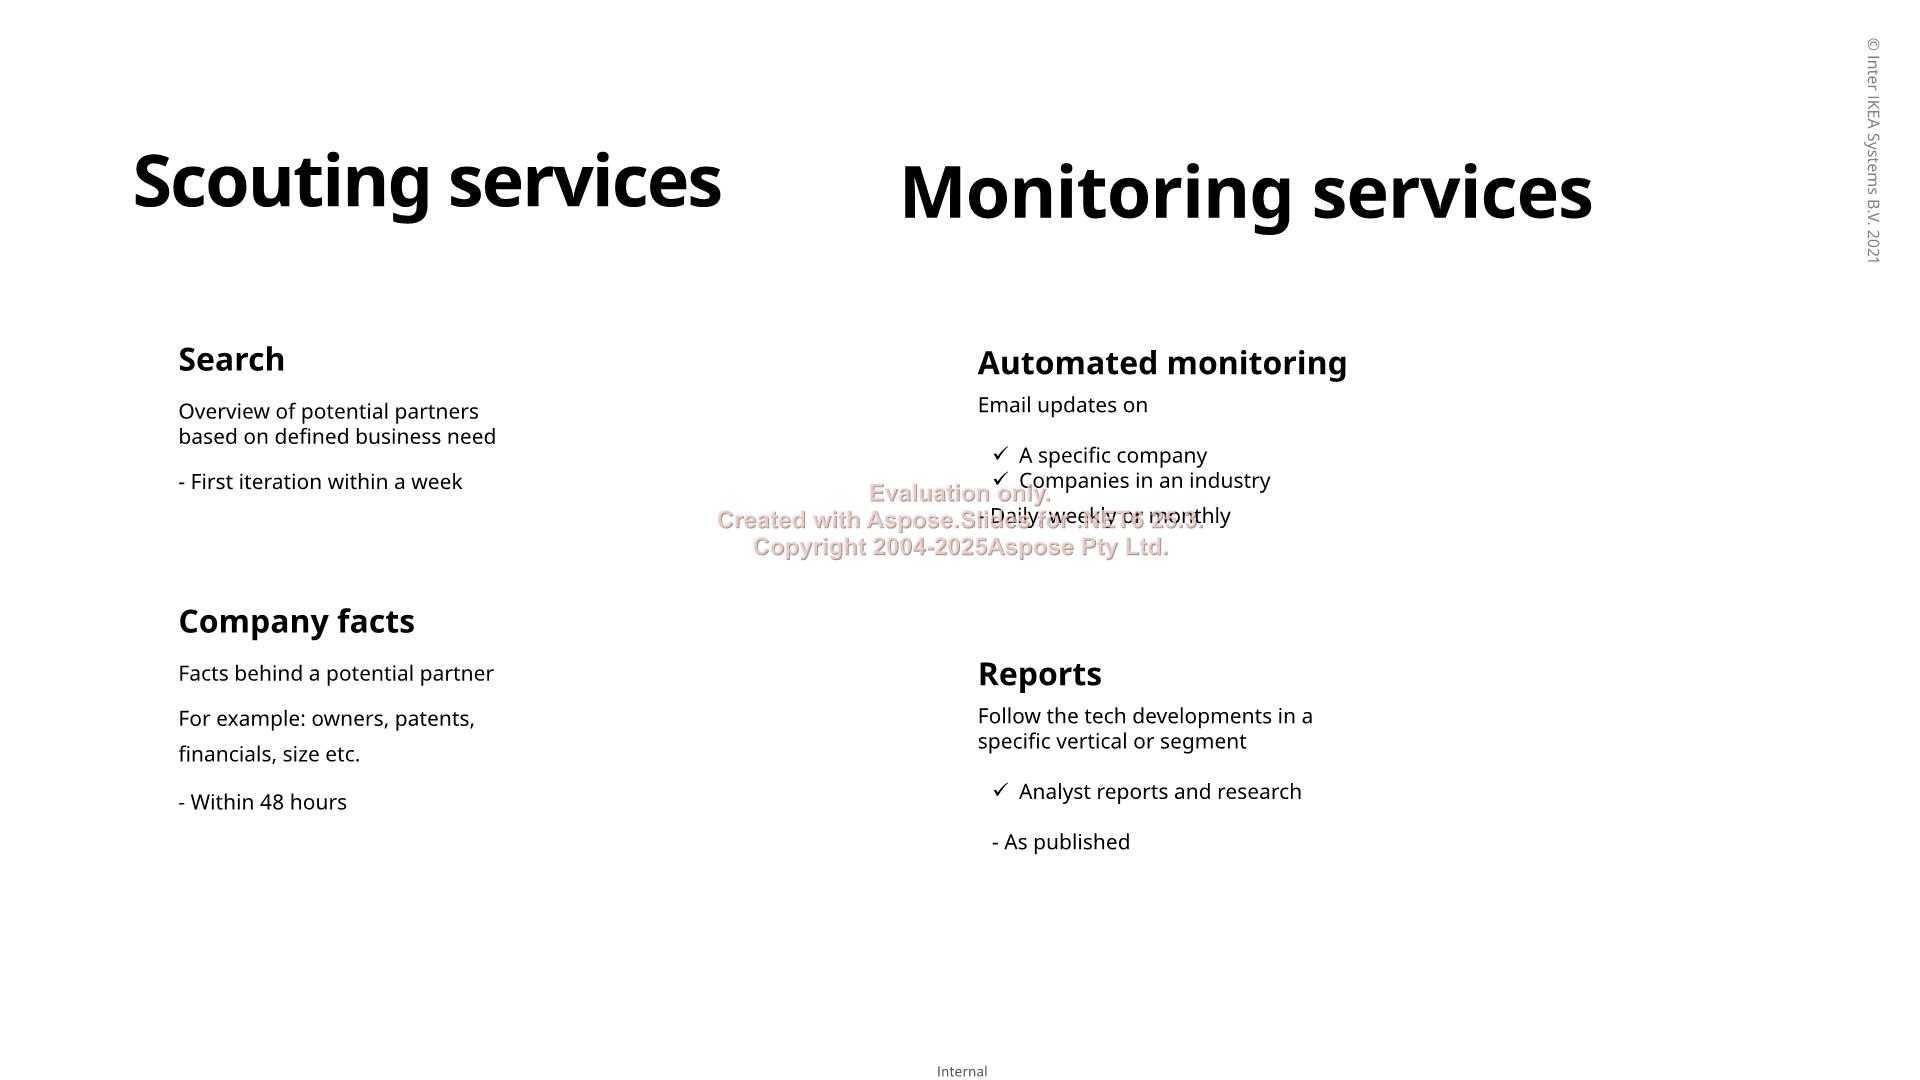 © Inter IKEA Systems B.V. 2021
Scouting services
Search
Overview of potential partners
based on defined business need
- First iteration within a week
Company facts
Facts behind a potential partner
For example: owners, patents,
financials, size etc.
- Within 48 hours
Monitoring services
Automated monitoring
Email updates on
✓ A specific company
✓ Companies in an industry
- Daily, weekly or monthly
Reports
Follow the tech developments in a
specific vertical or segment
✓ Analyst reports and research
- As published
Evaluation only.
Created with Aspose.Slides for .NET6
Copyright 2004-2025Aspose Pty Ltd.
Internal